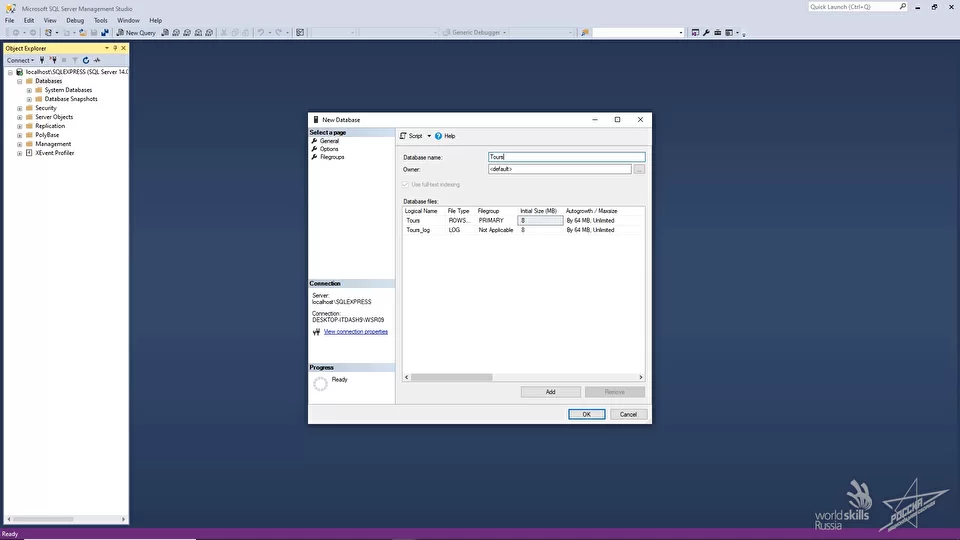 Microsoft SQL Server Management Studio
Quick Launch (Ctrl+Q)
File Edit View Debug Tools Window Help
New Query
Generic Debugger
Object Explorer
Connect
localhost\SQLEXPRESS (SQL Server 14.0
Databases
System Databases
Database Snapshots
Security
Server Objects
Replication
PolyBase
Management
XEvent Profiler
New Database
Select a page
General
Options
Filegroups
Script Help
Database name: Tours
Owner: <default> ...
Use full-text indexing
Database files:
Logical Name File Type Filegroup Initial Size (MB) Autogrowth / Maxsize
Tours ROWS... PRIMARY 8 By 64 MB, Unlimited
Tours_log LOG Not Applicable 8 By 64 MB, Unlimited
Connection
Server:
localhost\SQLEXPRESS
Connection:
DESKTOP-ITDASH9\WSR09
View connection properties
Progress
Ready
Add Remove
OK Cancel
worldskills
Russia
РОССИЯ
Ready